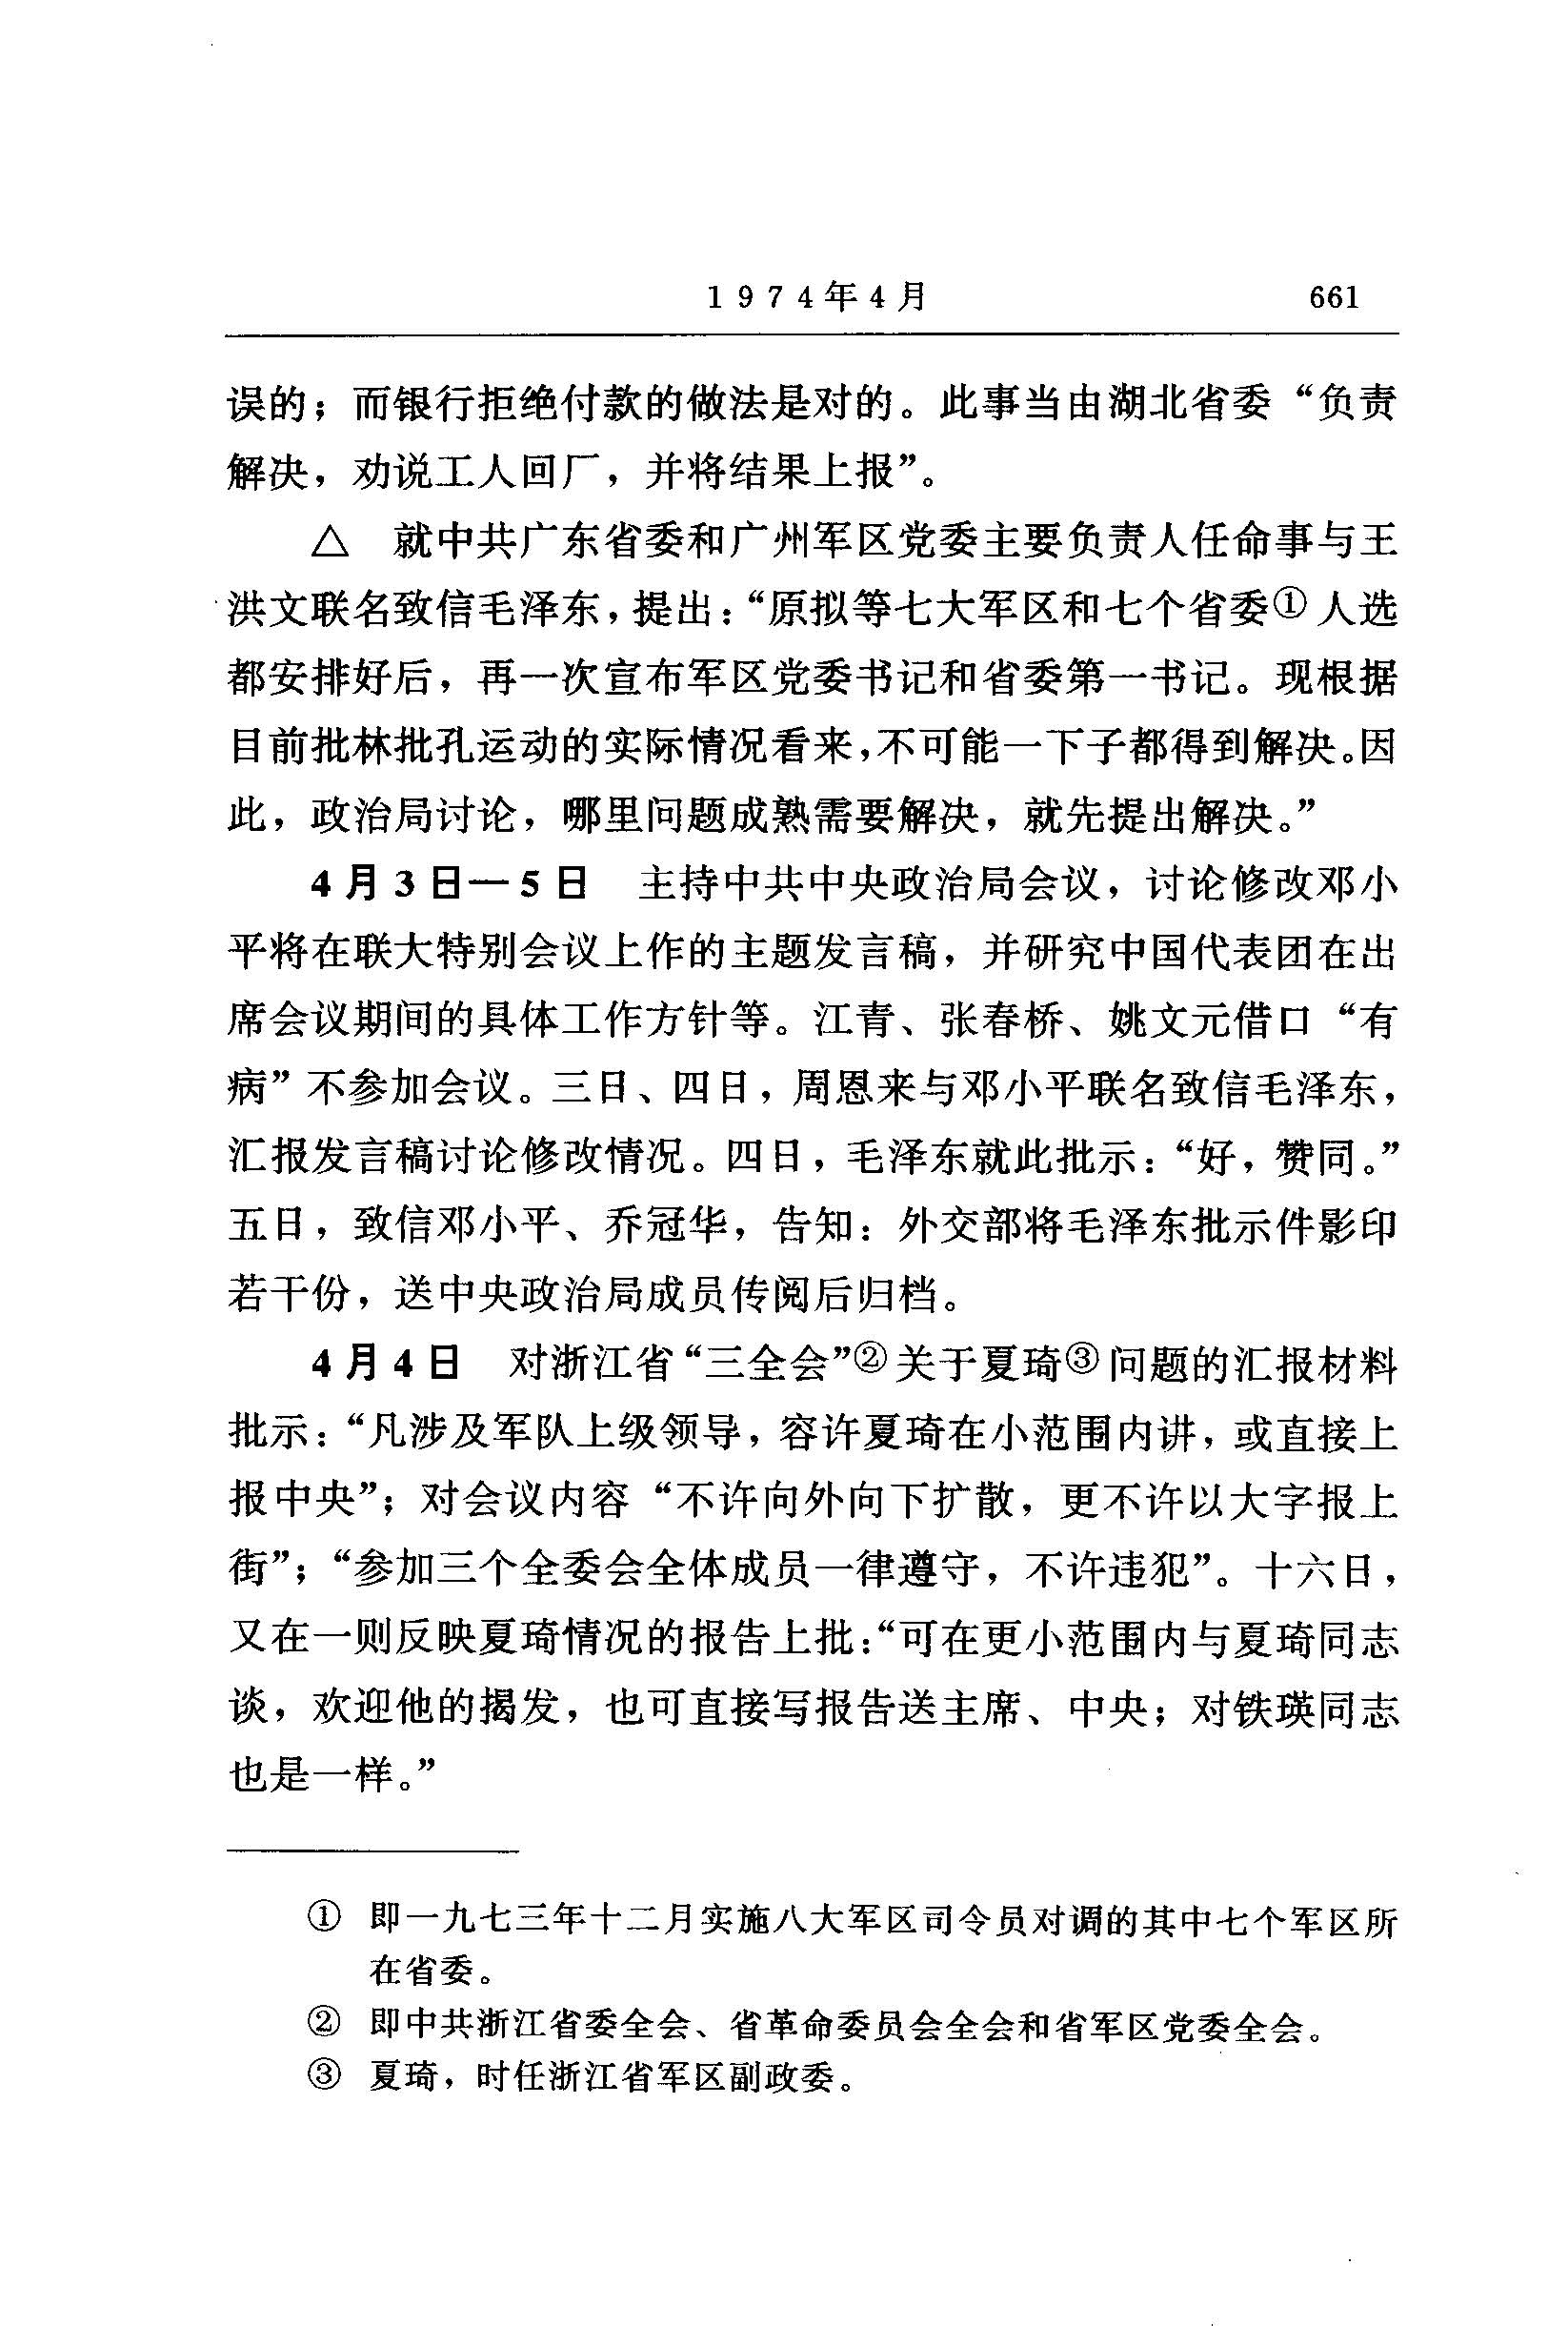 1974年4月 661
误的；而银行拒绝付款的做法是对的。此事当由湖北省委“负责
解决，劝说工人回厂，并将结果上报”。
△ 就中共广东省委和广州军区党委主要负责人任命事与王
洪文联名致信毛泽东，提出：“原拟等七大军区和七个省委①人选
都安排好后，再一次宣布军区党委书记和省委第一书记。现根据
目前批林批孔运动的实际情况看来，不可能一下子都得到解决。因
此，政治局讨论，哪里问题成熟需要解决，就先提出解决。”
4月3日—5日 主持中共中央政治局会议，讨论修改邓小
平将在联大特别会议上作的主题发言稿，并研究中国代表团在出
席会议期间的具体工作方针等。江青、张春桥、姚文元借口“有
病”不参加会议。三日、四日，周恩来与邓小平联名致信毛泽东，
汇报发言稿讨论修改情况。四日，毛泽东就此批示：“好，赞同。”
五日，致信邓小平、乔冠华，告知：外交部将毛泽东批示件影印
若干份，送中央政治局成员传阅后归档。
4月4日 对浙江省“三全会”②关于夏琦③问题的汇报材料
批示：“凡涉及军队上级领导，容许夏琦在小范围内讲，或直接上
报中央”；对会议内容“不许向外向下扩散，更不许以大字报上
街”；“参加三个全委会全体成员一律遵守，不许违犯”。十六日，
又在一则反映夏琦情况的报告上批：“可在更小范围内与夏琦同志
谈，欢迎他的揭发，也可直接写报告送主席、中央；对铁瑛同志
也是一样。”
① 即一九七三年十二月实施八大军区司令员对调的其中七个军区所
在省委。
② 即中共浙江省委全会、省革命委员会全会和省军区党委全会。
③ 夏琦，时任浙江省军区副政委。